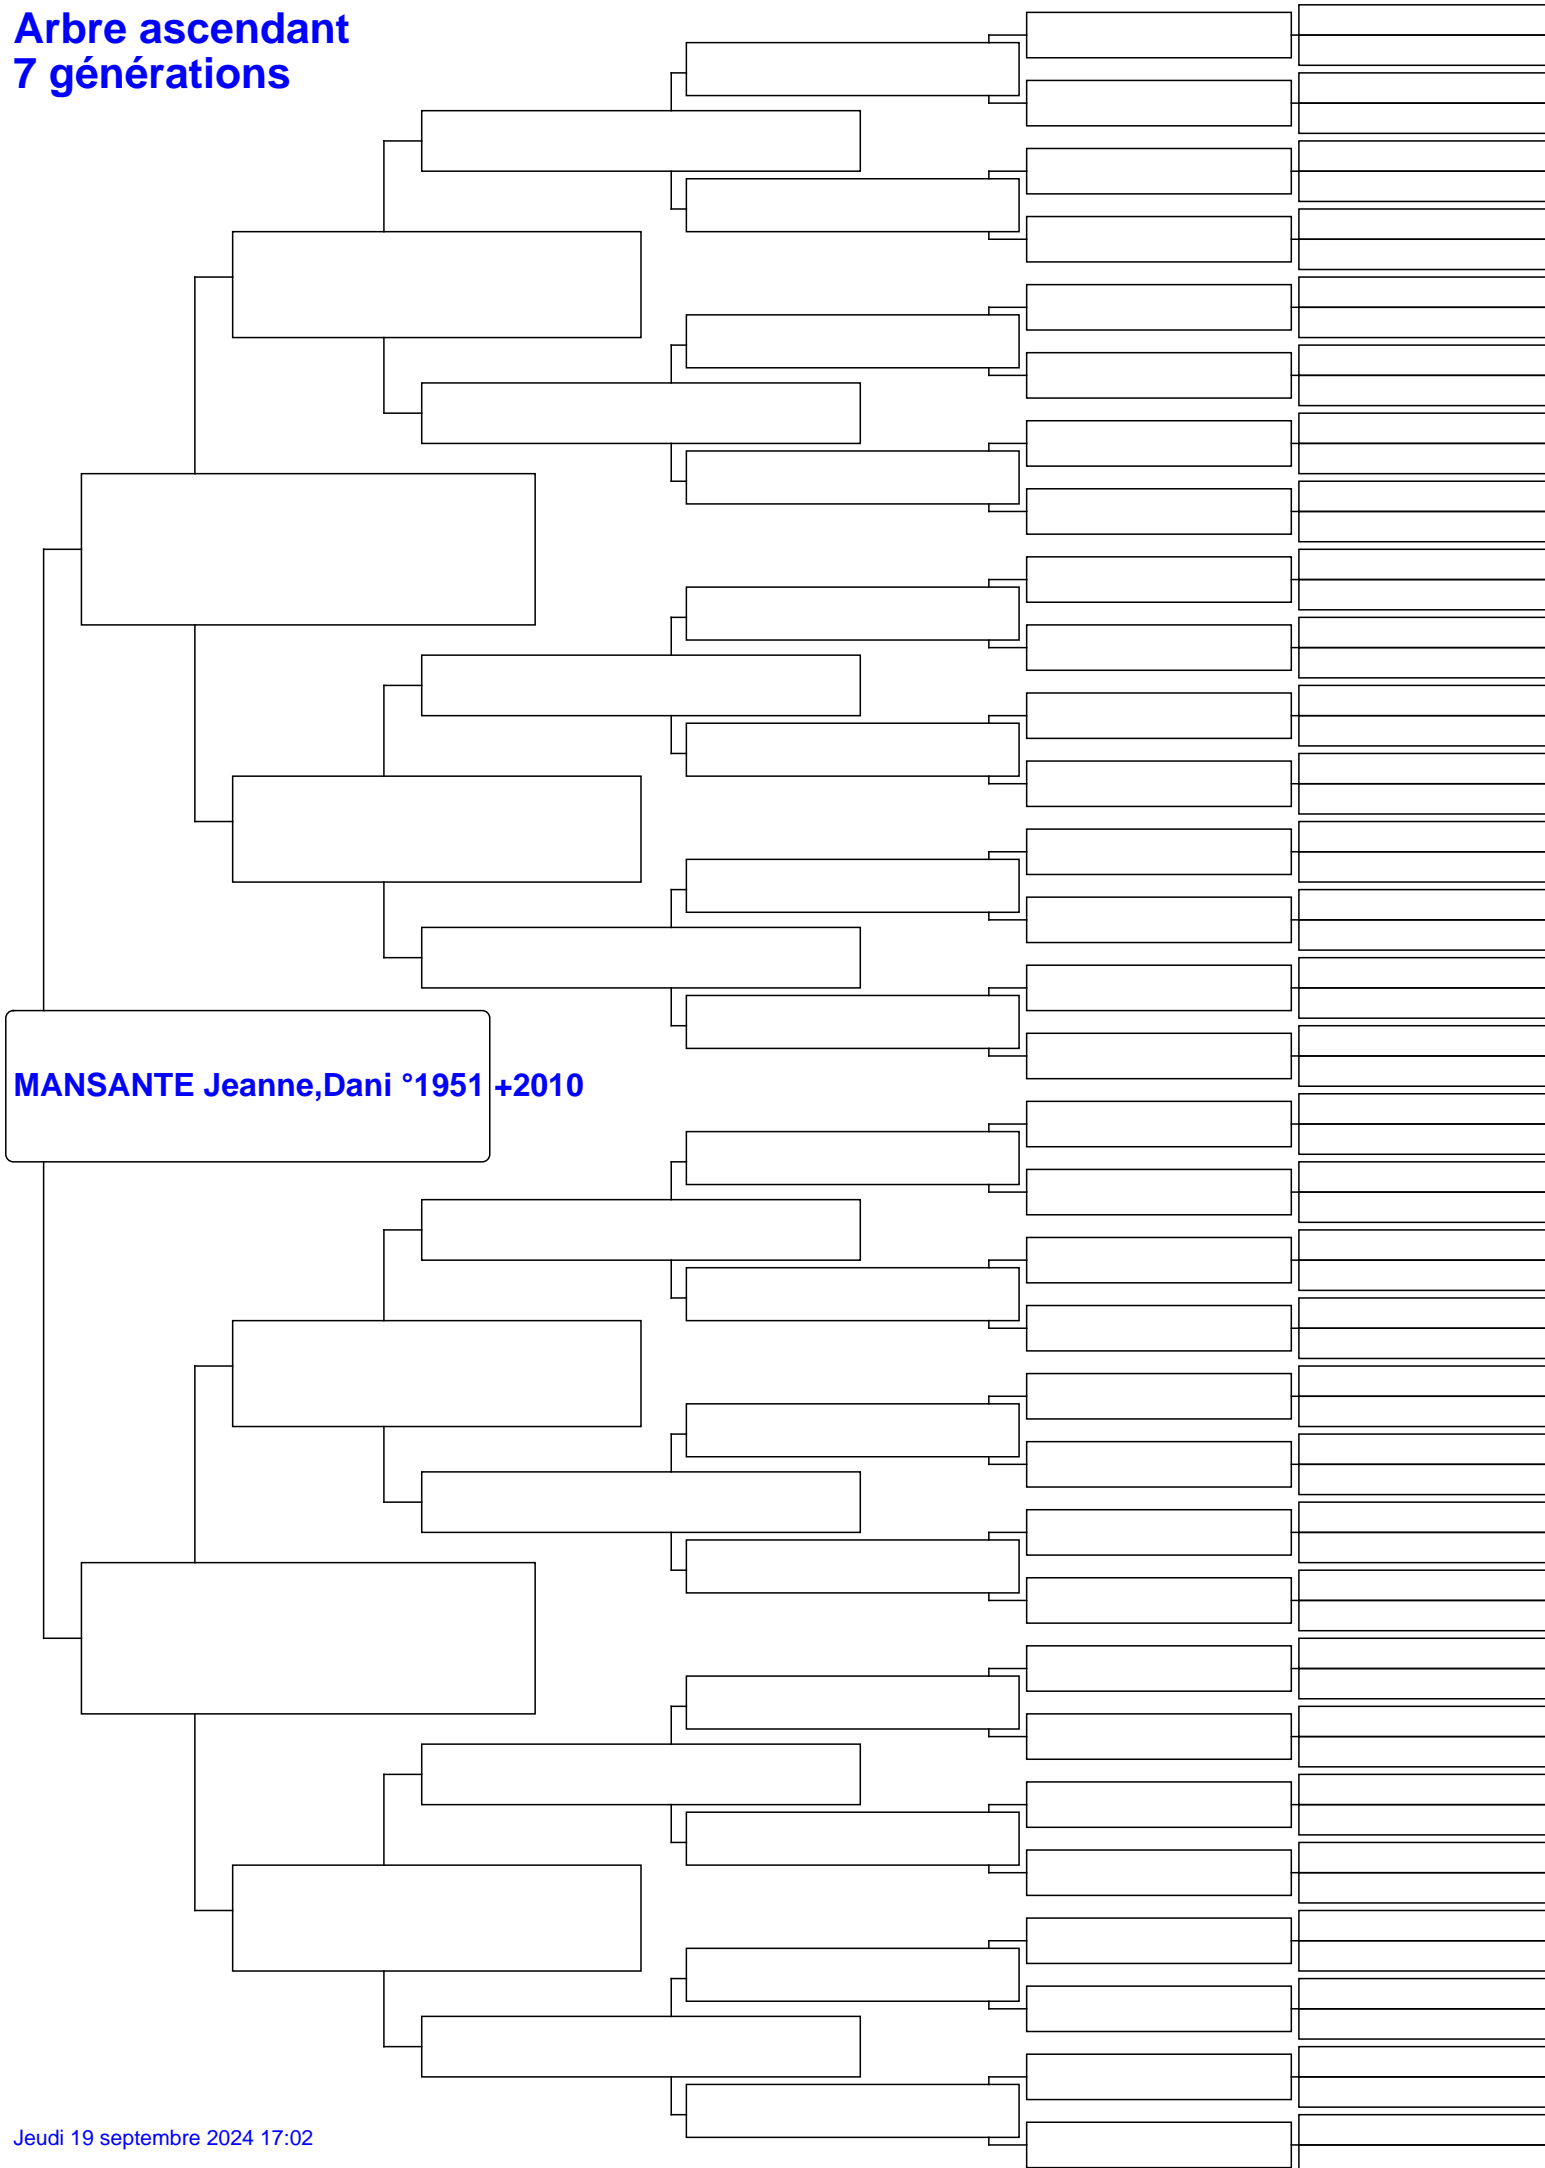 Arbre ascendant
7 générations
MANSANTE Jeanne,Dani °1951 +2010
Jeudi 19 septembre 2024 17:02